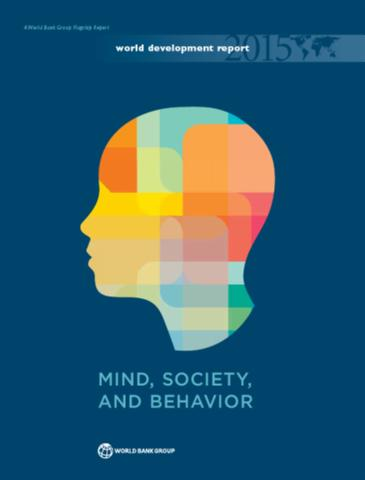 A World Bank Group Flagship Report
world development report 2015
MIND, SOCIETY,
AND BEHAVIOR
WORLD BANK GROUP